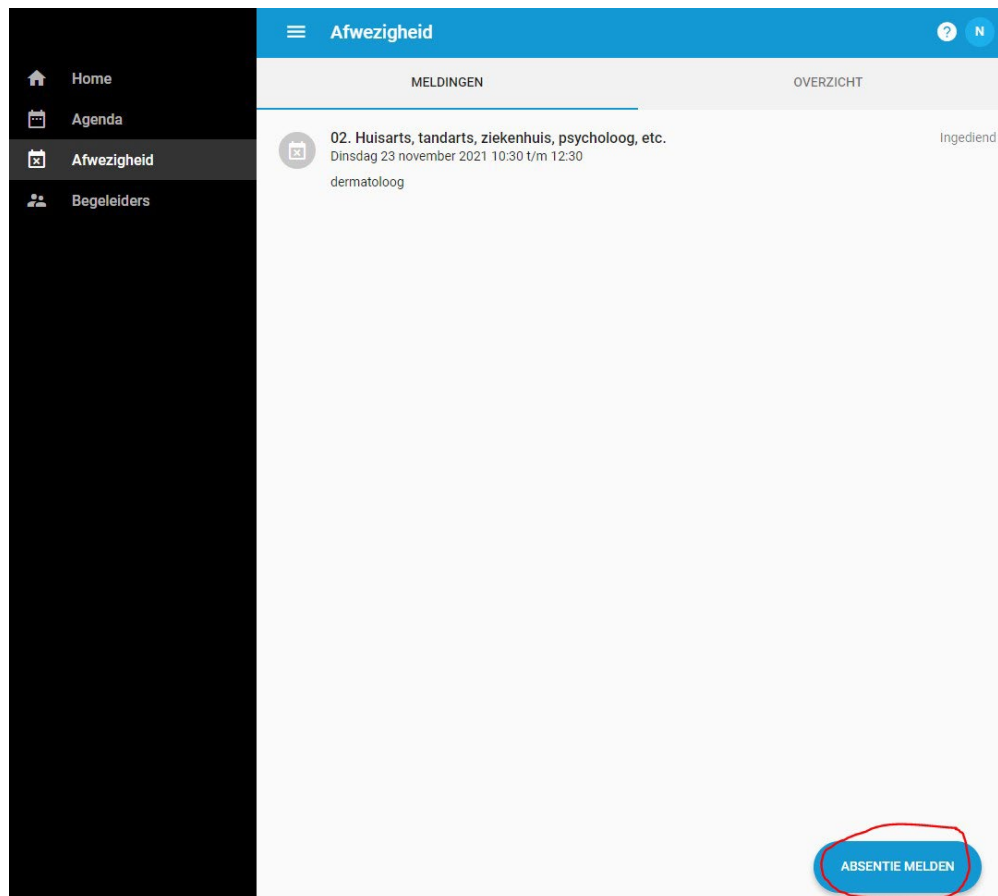 Afwezigheid
?
N
Home
Agenda
Afwezigheid
Begeleiders
MELDINGEN
OVERZICHT
02. Huisarts, tandarts, ziekenhuis, psycholoog, etc.
Ingediend
Dinsdag 23 november 2021 10:30 t/m 12:30
dermatoloog
ABSENTIE MELDEN